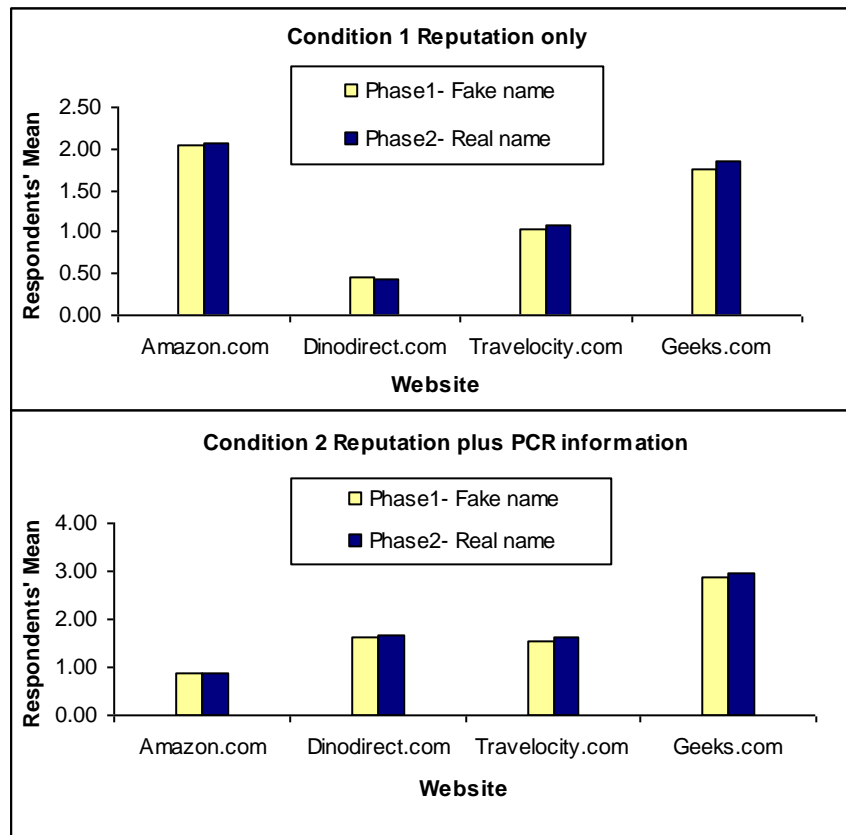 Condition 1 Reputation only
Phase1- Fake name
Phase2- Real name
2.50
2.00
1.50
1.00
0.50
0.00
Respondents' Mean
Amazon.com Dinodirect.com Travelocity.com Geeks.com
Website
Condition 2 Reputation plus PCR information
Phase1- Fake name
Phase2- Real name
4.00
3.00
2.00
1.00
0.00
Respondents' Mean
Amazon.com Dinodirect.com Travelocity.com Geeks.com
Website